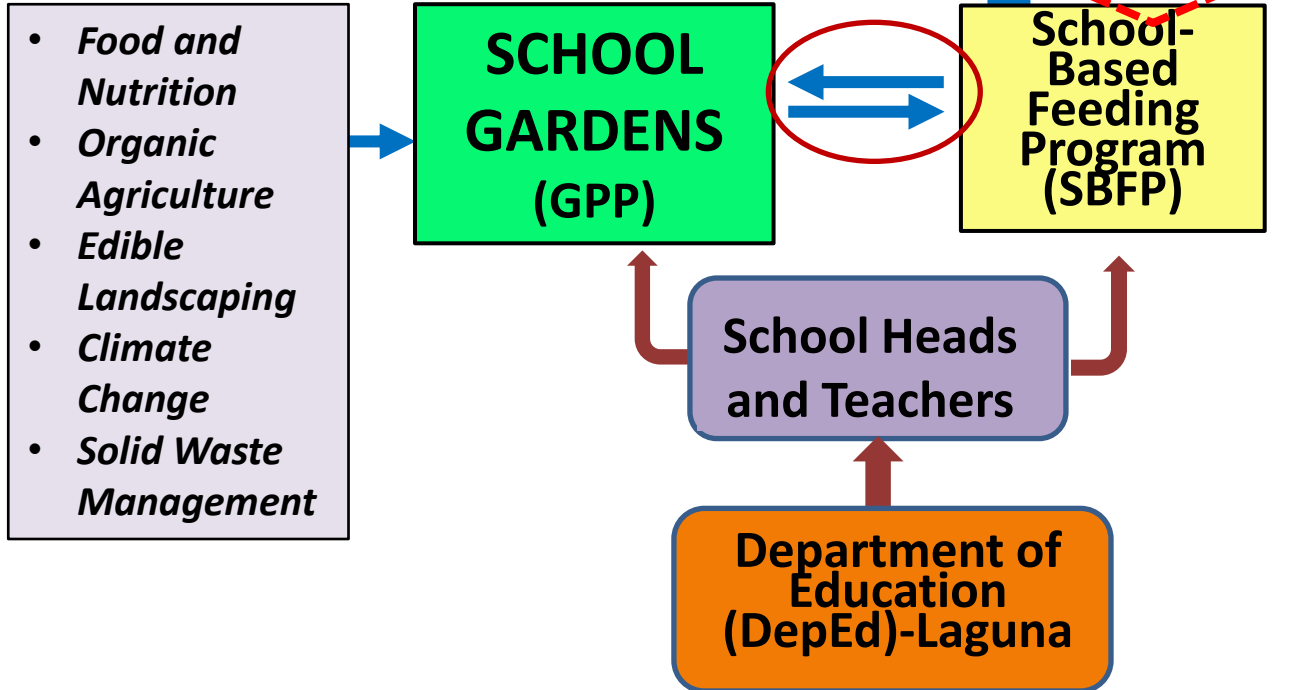 • Food and
Nutrition
• Organic
Agriculture
• Edible
Landscaping
• Climate
Change
• Solid Waste
Management
SCHOOL
GARDENS
(GPP)
School-
Based
Feeding
Program
(SBFP)
School Heads
and Teachers
Department of
Education
(DepEd)-Laguna